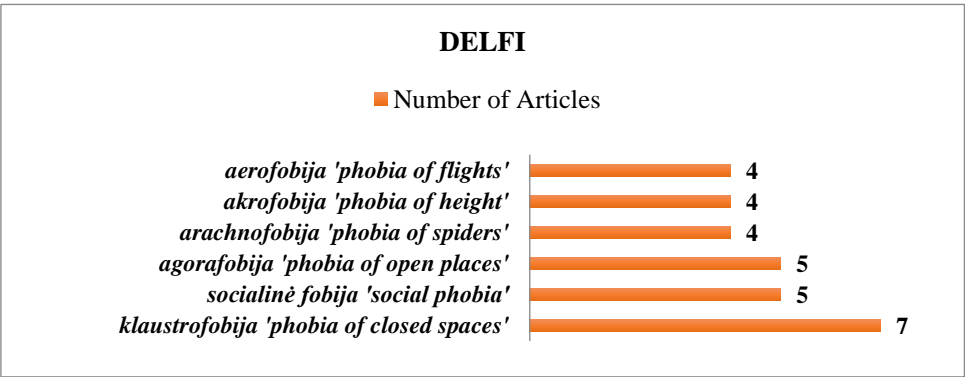 DELFI
Number of Articles
aerofobija 'phobia of flights' 4
akrofobija 'phobia of height' 4
arachnofobija 'phobia of spiders' 4
agorafobija 'phobia of open places' 5
socialinė fobija 'social phobia' 5
klaustrofobija 'phobia of closed spaces' 7